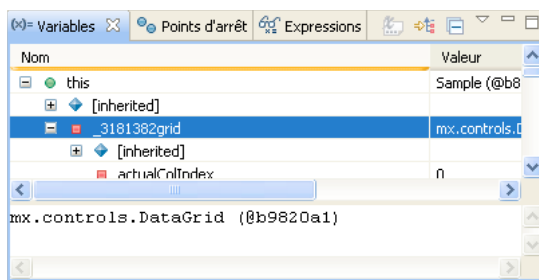 (x)= Variables Points d'arrêt Expressions
Nom Valeur
this Sample (@b8
[inherited]
_3181382grid mx.controls.D
[inherited]
actualColIndex 0
mx.controls.DataGrid (@b9820a1)